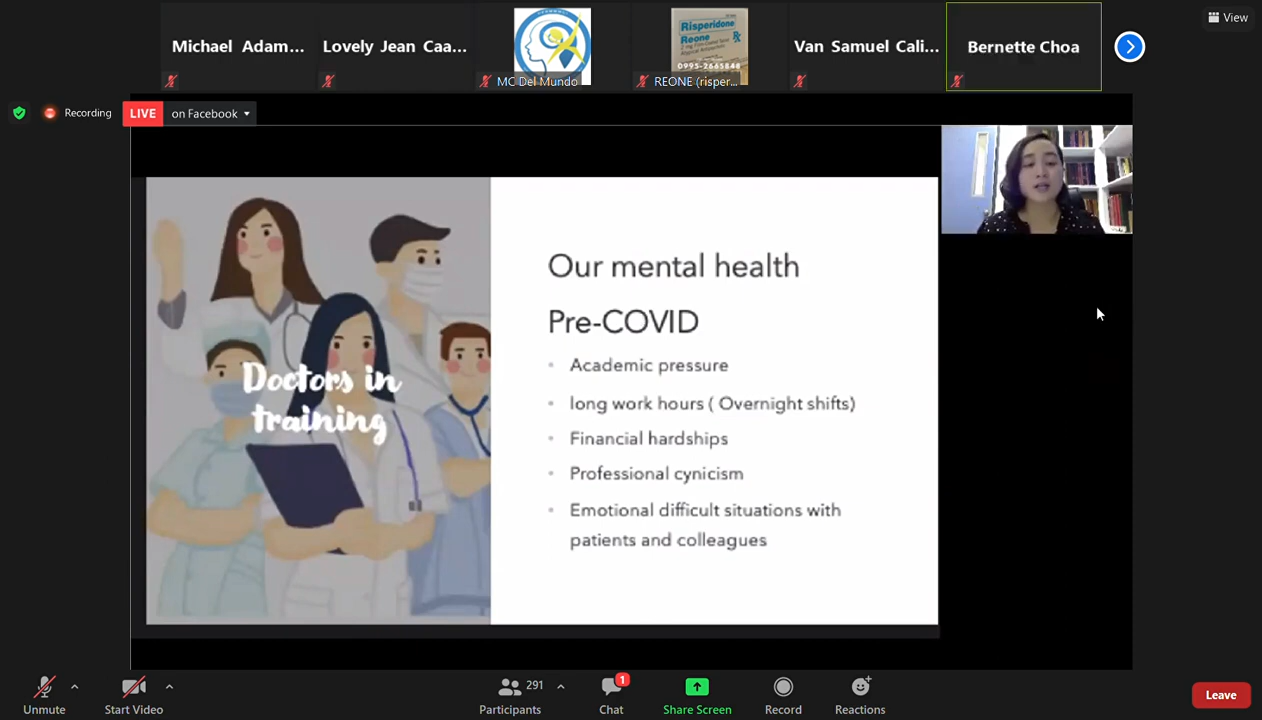 Michael Adam...
Lovely Jean Caa...
MC Del Mundo
Risperidone
Reone
Rx
0995-2665848
REONE (risper...
Van Samuel Cali...
Bernette Choa
View
Recording
LIVE
on Facebook
Doctors in
training
Our mental health
Pre-COVID
• Academic pressure
• long work hours ( Overnight shifts)
• Financial hardships
• Professional cynicism
• Emotional difficult situations with
patients and colleagues
Unmute
Start Video
291
Participants
1
Chat
Share Screen
Record
Reactions
Leave